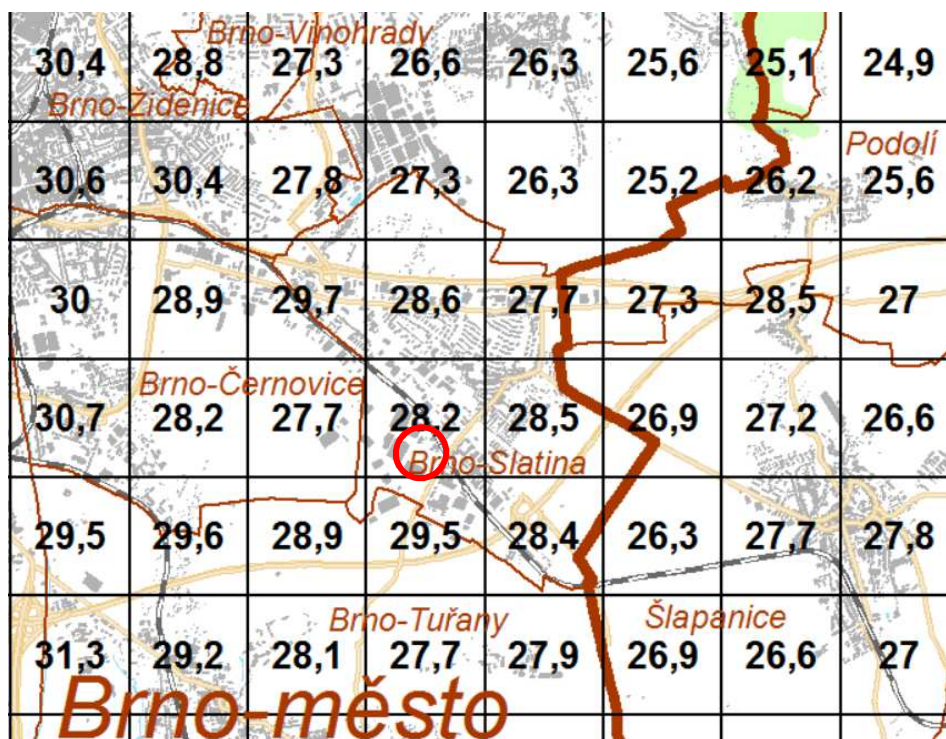 Brno-Vinohrady
30,4 28,8 27,3 26,6 26,3 25,6 25,1 24,9
Brno-Židenice
Podolí
30,6 30,4 27,8 27,3 26,3 25,2 26,2 25,6
30 28,9 29,7 28,6 27,7 27,3 28,5 27
Brno-Černovice
30,7 28,2 27,7 28,2 28,5 26,9 27,2 26,6
Brno-Slatina
29,5 29,6 28,9 29,5 28,4 26,3 27,7 27,8
Brno-Tuřany Šlapanice
31,3 29,2 28,1 27,7 27,9 26,9 26,6 27
Brno-město